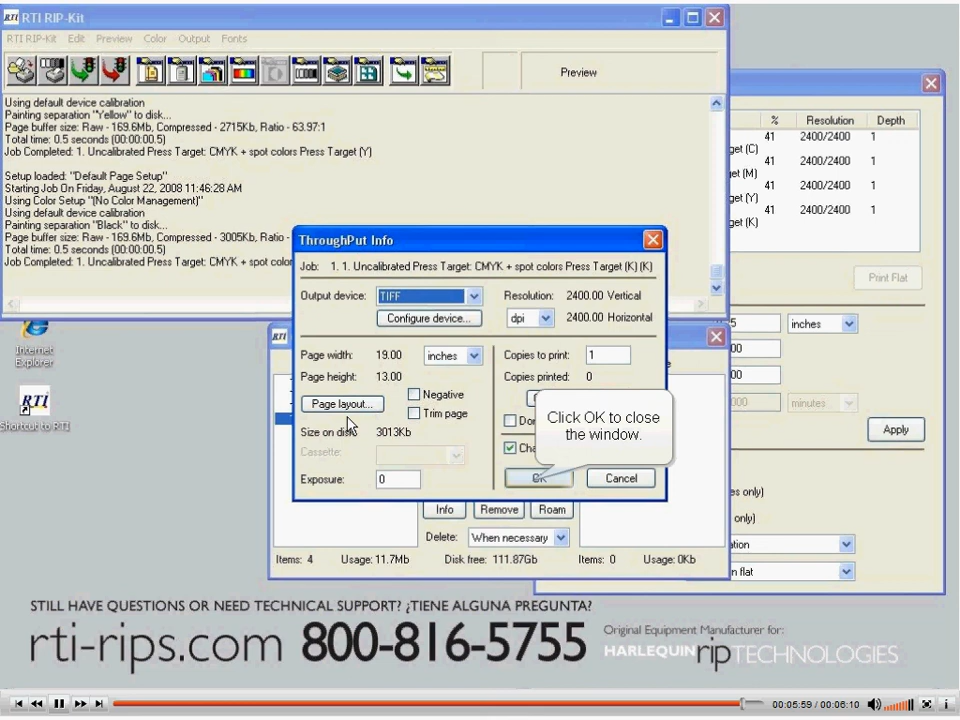 RTI RTI RIP-Kit
RTI RIP-Kit Edit Preview Color Output Fonts
Preview
Using default device calibration
Painting separation "Yellow" to disk...
Page buffer size: Raw - 169.6Mb, Compressed - 2715Kb, Ratio - 63.97:1
Total time: 0.5 seconds (00:00:00.5)
Job Completed: 1. Uncalibrated Press Target: CMYK + spot colors Press Target (Y)
Setup loaded: "Default Page Setup"
Starting Job On Friday, August 22, 2008 11:46:28 AM
Using Color Setup "(No Color Management)"
Using default device calibration
Painting separation "Black" to disk...
Page buffer size: Raw - 169.6Mb, Compressed - 3005Kb, Ratio -
Total time: 0.5 seconds (00:00:00.5)
Job Completed: 1. Uncalibrated Press Target: CMYK + spot color
% Resolution Depth
41 2400/2400 1
get (C)
41 2400/2400 1
get (M)
41 2400/2400 1
get (Y)
41 2400/2400 1
get (K)
Print Flat
inches
minutes
Apply
ThroughPut Info
Job: 1. 1. Uncalibrated Press Target: CMYK + spot colors Press Target (K) (K)
Output device: TIFF
Resolution: 2400.00 Vertical
Configure device...
dpi
2400.00 Horizontal
Page width: 19.00 inches
Copies to print: 1
Page height: 13.00
Copies printed: 0
Negative
Page layout...
Trim page
Size on disk: 3013Kb
Cassette:
Exposure: 0
OK
Cancel
Click OK to close
the window.
Info Remove Roam
Delete: When necessary
Items: 4 Usage: 11.7Mb Disk free: 111.87Gb Items: 0 Usage: 0Kb
es only)
only)
n flat
Internet
Explorer
RTI
Shortcut to RTI
STILL HAVE QUESTIONS OR NEED TECHNICAL SUPPORT? ¿TIENE ALGUNA PREGUNTA?
rti-rips.com 800-816-5755
Original Equipment Manufacturer for:
HARLEQUIN ripTECHNOLOGIES
00:05:59 / 00:06:10